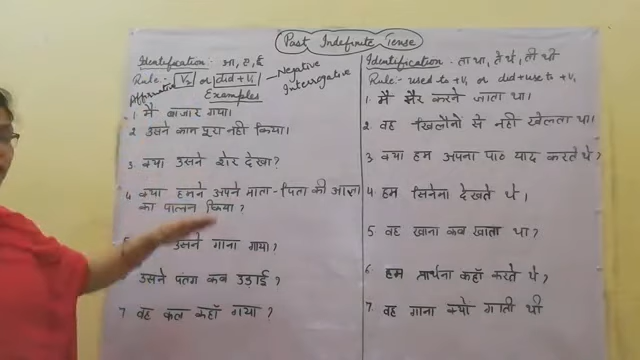 Past Indefinite Tense
Identification - आ, ए, ई
Rule:- V₂ or did + V₁ - Negative
Affirmative Interrogative
Examples
1. मैं बाजार गया।
2. उसने काम पूरा नही किया।
3. क्या उसने शेर देखा?
4. क्या हमने अपने माता-पिता की आज्ञा
का पालन किया?
उसने गाना गाया?
उसने पतंग कब उड़ाई?
7. वह कल कहाँ गया?
Identification - ता था, ते थे, ती थी
Rule- used to + V₁ or did + use to + V₁
1. मैं सैर करने जाता था।
2. वह खिलौनो से नही खेलता था।
3. क्या हम अपना पाठ याद करते थे?
4. हम सिनेमा देखते थे।
5. वह खाना कब खाता था?
6. हम प्रार्थना कहाँ करते थे?
7. वह गाना क्यो गाती थी